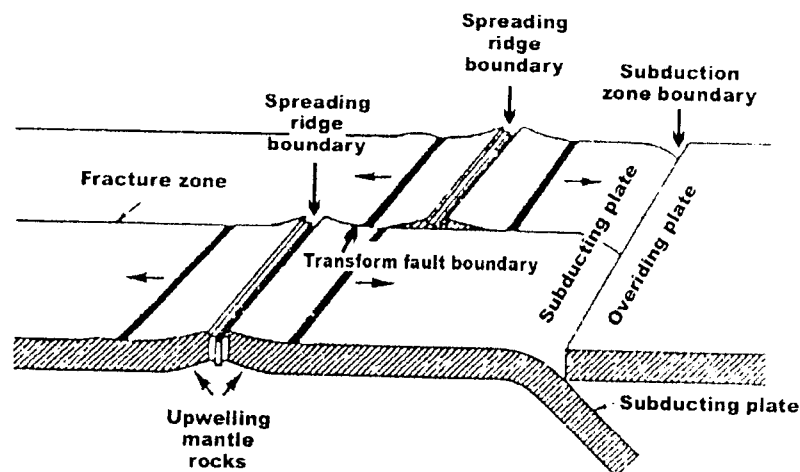 Spreading
ridge
boundary
Subduction
zone boundary
Spreading
ridge
boundary
Fracture zone
Transform fault boundary
Subducting plate
Overiding plate
Subducting plate
Upwelling
mantle
rocks